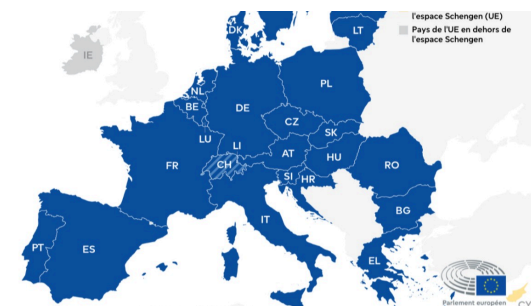 l'espace Schengen (UE)
Pays de l'UE en dehors de
l'espace Schengen
DK
LT
IE
NL
PL
BE
DE
LU
CZ
LI
SK
FR
CH
AT
HU
SI
HR
RO
IT
BG
PT
ES
EL
Parlement européen
CY